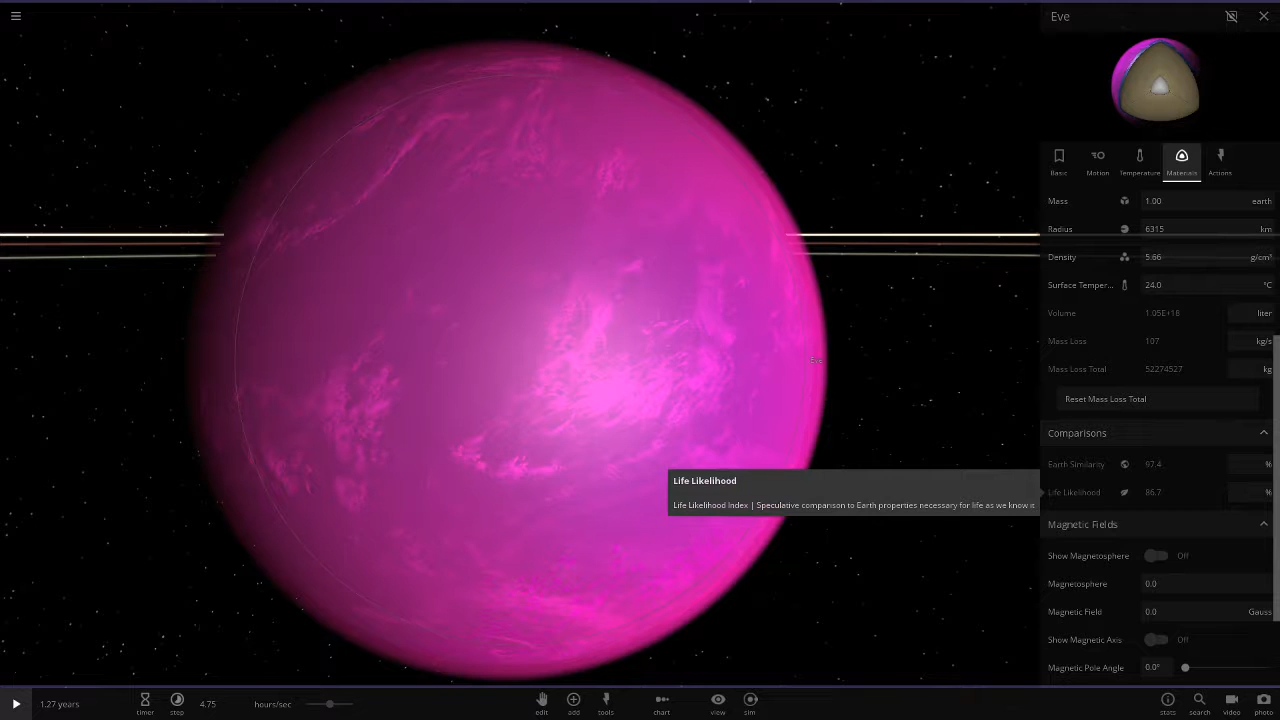 Eve
Basic Motion Temperature Materials Actions
Mass 1.00 earth
Radius 6315 km
Density 5.66 g/cm³
Surface Temper... 24.0 °C
Volume 1.05E+18 liter
Mass Loss 107 kg/s
Mass Loss Total 52274527 kg
Reset Mass Loss Total
Comparisons
Earth Similarity 97.4 %
Life Likelihood 86.7 %
Life Likelihood
Life Likelihood Index | Speculative comparison to Earth properties necessary for life as we know it
Eve
Magnetic Fields
Show Magnetosphere Off
Magnetosphere 0.0
Magnetic Field 0.0 Gauss
Show Magnetic Axis Off
Magnetic Pole Angle 0.0°
1.27 years timer step 4.75 hours/sec edit add tools chart view sim stats search video photo